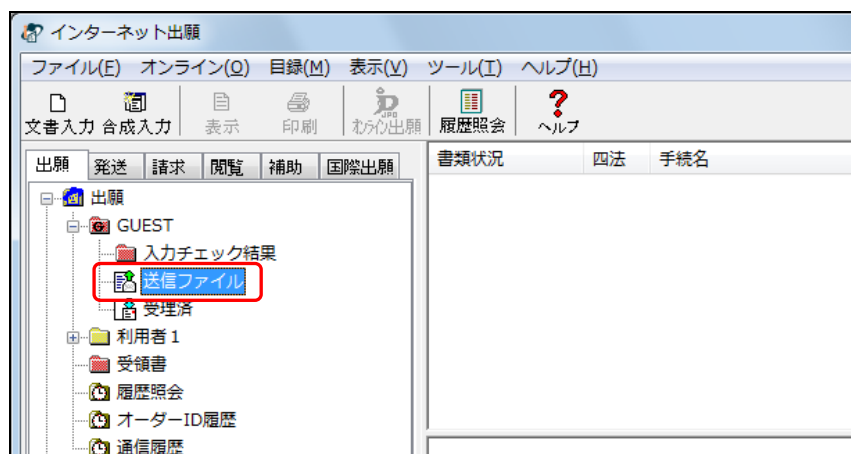 インターネット出願
ファイル(F) オンライン(O) 目録(M) 表示(V) ツール(T) ヘルプ(H)
文書入力 合成入力 表示 印刷 オンライン出願 履歴照会 ヘルプ
出願 発送 請求 閲覧 補助 国際出願
書類状況 四法 手続名
出願
GUEST
入力チェック結果
送信ファイル
受理済
利用者1
受領書
履歴照会
オーダーID履歴
通信履歴